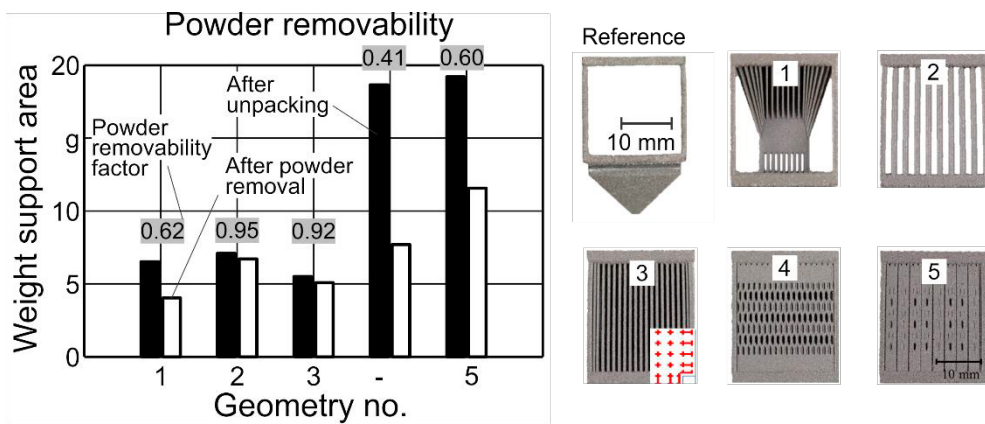 Powder removability
Weight support area
20
g
10
5
0
0.62
0.95
0.92
0.41
0.60
After
unpacking
Powder
removability
factor
After powder
removal
1
2
3
-
5
Geometry no.
Reference
10 mm
1
2
3
4
5
10 mm